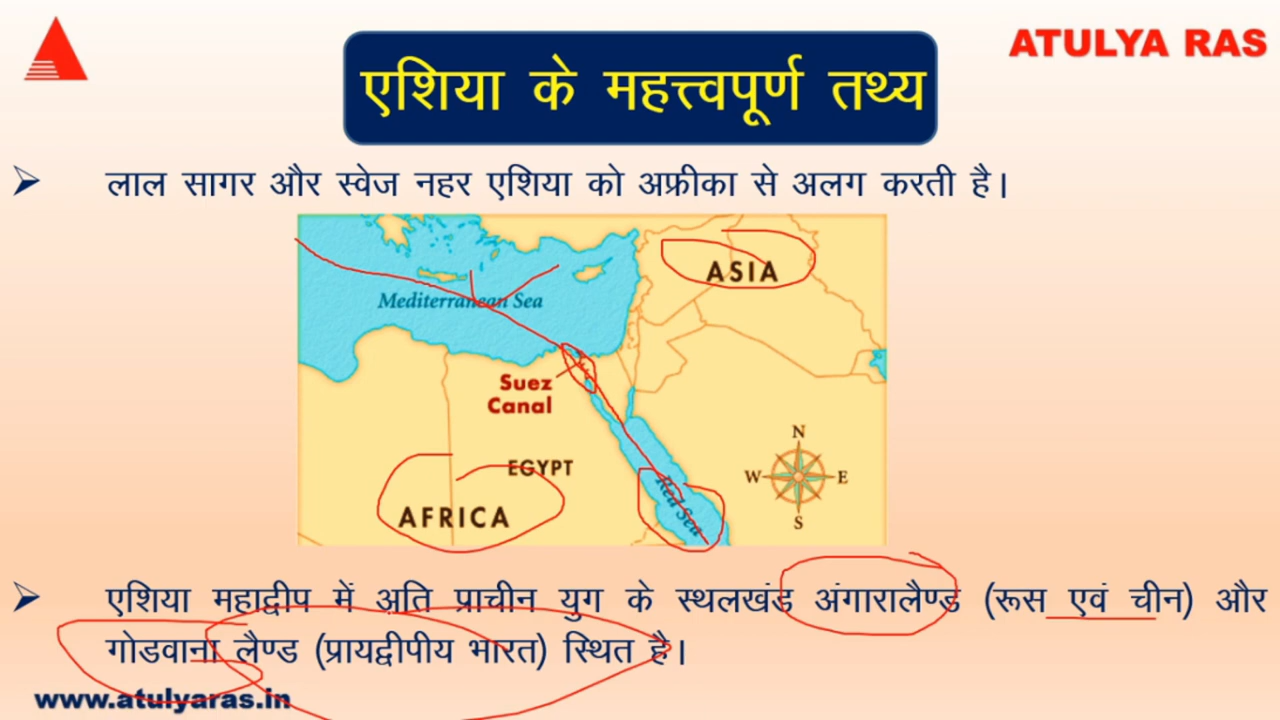 ATULYA RAS
एशिया के महत्त्वपूर्ण तथ्य
लाल सागर और स्वेज नहर एशिया को अफ्रीका से अलग करती है।
ASIA
Mediterranean Sea
Suez
Canal
N
EGYPT
W E
Red Sea
AFRICA
S
एशिया महाद्वीप में अति प्राचीन युग के स्थलखंड अंगारालैण्ड (रूस एवं चीन) और
गोडवाना लैण्ड (प्रायद्वीपीय भारत) स्थित है।
www.atulyaras.in